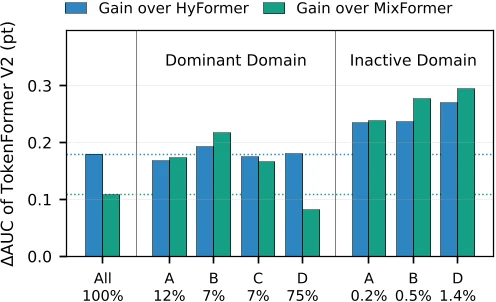 Gain over HyFormer Gain over MixFormer
ΔAUC of TokenFormer V2 (pt)
Dominant Domain Inactive Domain
0.3
0.2
0.1
0.0
All A B C D A B D
100% 12% 7% 7% 75% 0.2% 0.5% 1.4%